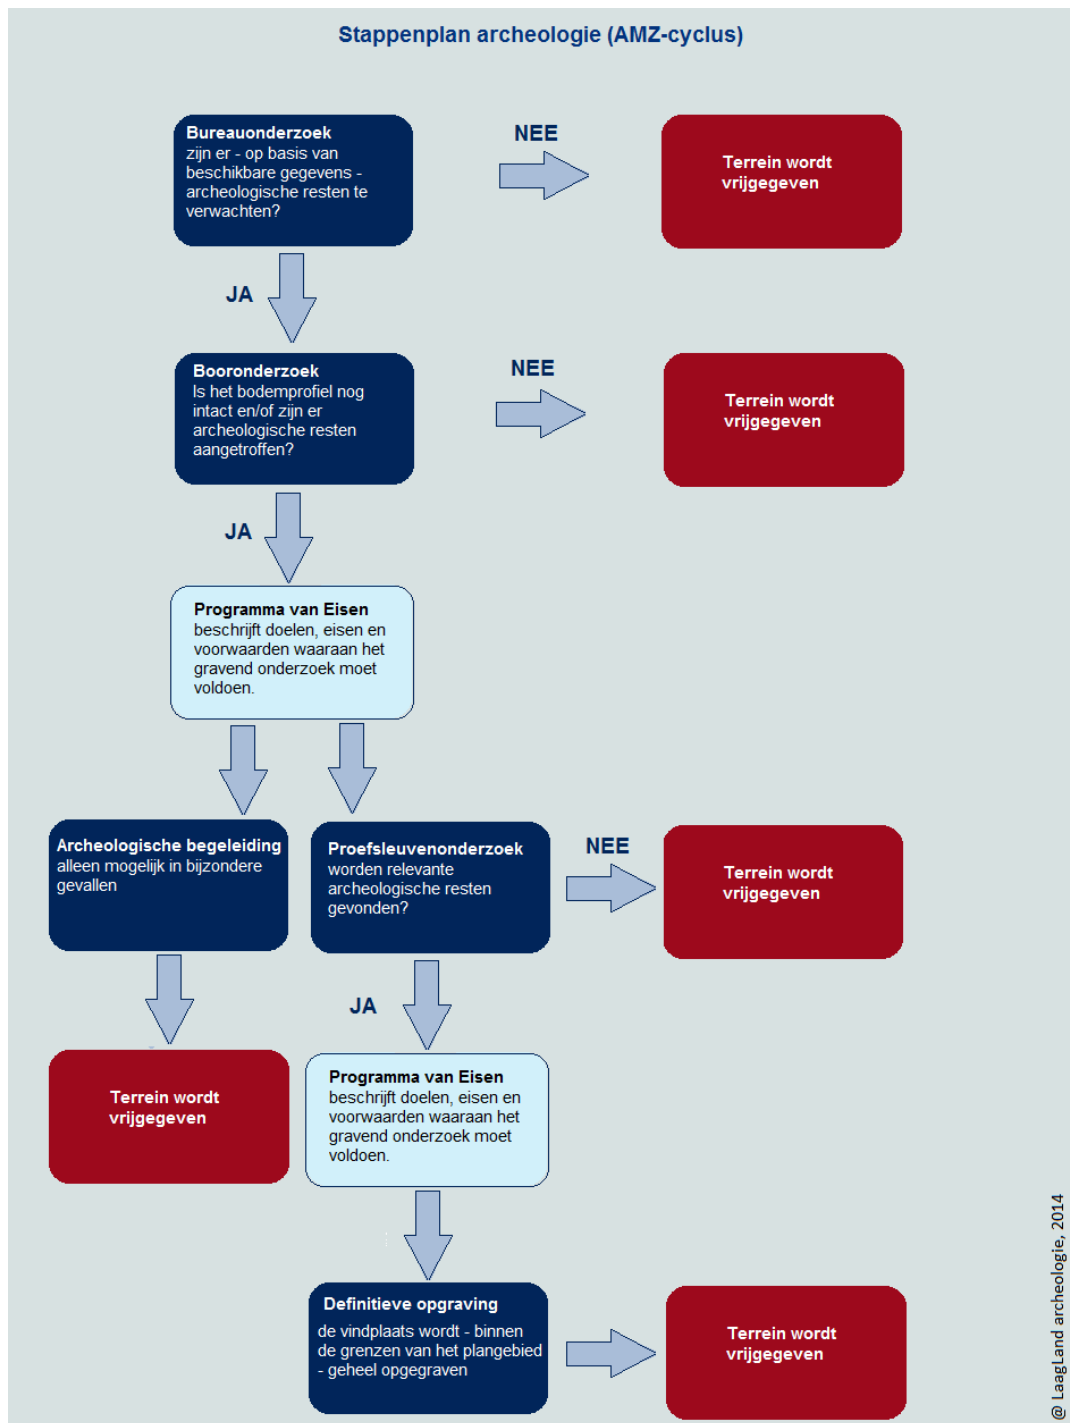 Stappenplan archeologie (AMZ-cyclus)
Bureauonderzoek
zijn er - op basis van
beschikbare gegevens -
archeologische resten te
verwachten?
NEE
Terrein wordt
vrijgegeven
JA
Booronderzoek
Is het bodemprofiel nog
intact en/of zijn er
archeologische resten
aangetroffen?
NEE
Terrein wordt
vrijgegeven
JA
Programma van Eisen
beschrijft doelen, eisen en
voorwaarden waaraan het
gravend onderzoek moet
voldoen.
Archeologische begeleiding
alleen mogelijk in bijzondere
gevallen
Proefsleuvenonderzoek
worden relevante
archeologische resten
gevonden?
NEE
Terrein wordt
vrijgegeven
JA
Terrein wordt
vrijgegeven
Programma van Eisen
beschrijft doelen, eisen en
voorwaarden waaraan het
gravend onderzoek moet
voldoen.
Definitieve opgraving
de vindplaats wordt - binnen
de grenzen van het plangebied
- geheel opgegraven
Terrein wordt
vrijgegeven
@ LaagLand archeologie, 2014